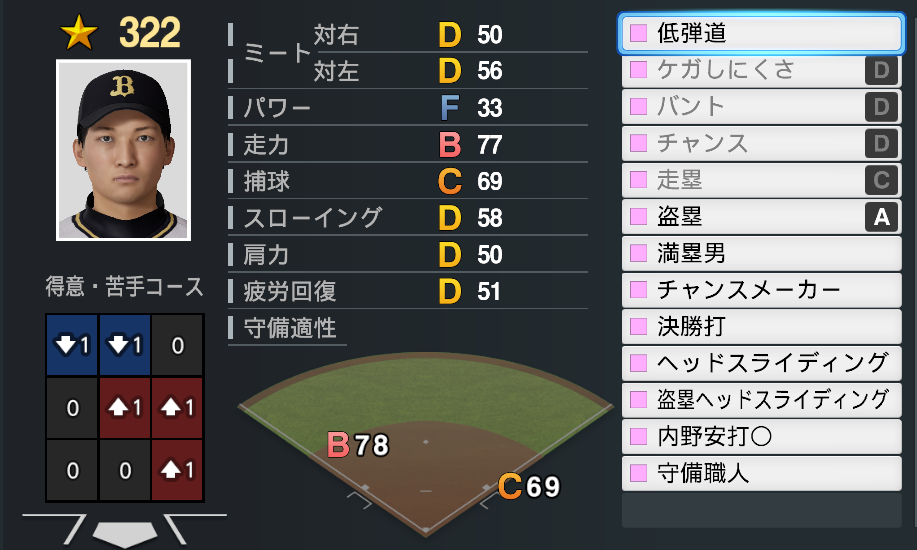 322
B
ミート 対右 D 50
対左 D 56
パワー F 33
走力 B 77
捕球 C 69
スローイング D 58
肩力 D 50
疲労回復 D 51
守備適性
得意・苦手コース
1 1 0
0 1 1
0 0 1
B 78
C 69
低弾道
ケガしにくさ D
バント D
チャンス D
走塁 C
盗塁 A
満塁男
チャンスメーカー
決勝打
ヘッドスライディング
盗塁ヘッドスライディング
内野安打〇
守備職人